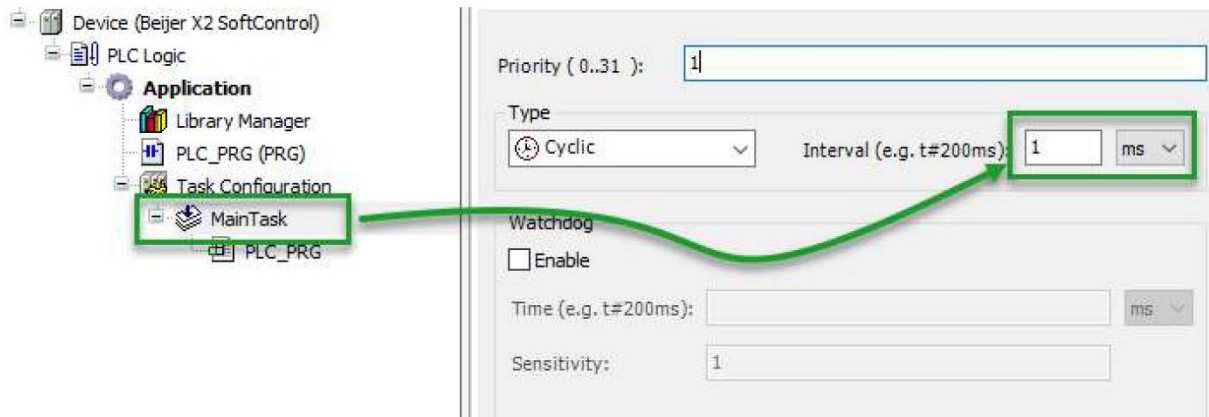 Device (Beijer X2 SoftControl)
PLC Logic
Application
Library Manager
PLC_PRG (PRG)
Task Configuration
MainTask
PLC_PRG
Priority ( 0..31 ): 1
Type
Cyclic Interval (e.g. t#200ms): 1 ms
Watchdog
Enable
Time (e.g. t#200ms): ms
Sensitivity: 1